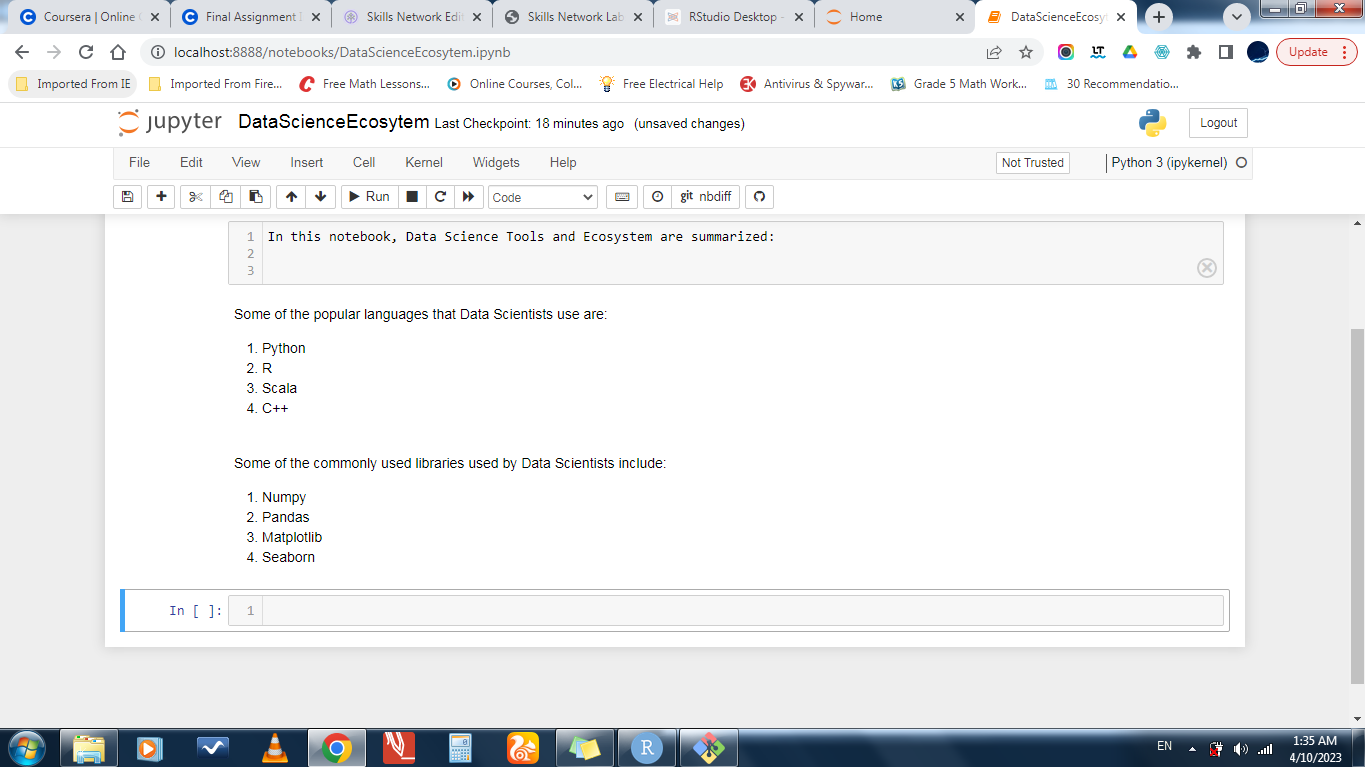 Coursera | Online
Final Assignment
Skills Network Edi
Skills Network Lab
RStudio Desktop -
Home
DataScienceEcosyt
localhost:8888/notebooks/DataScienceEcosytem.ipynb
LT
Update
Imported From IE
Imported From Fire...
Free Math Lessons...
Online Courses, Col...
Free Electrical Help
Antivirus & Spywar...
Grade 5 Math Work...
30 Recommendatio...
jupyter DataScienceEcosytem Last Checkpoint: 18 minutes ago (unsaved changes)
Logout
File Edit View Insert Cell Kernel Widgets Help
Not Trusted
Python 3 (ipykernel)
Run
Code
git nbdiff
1 In this notebook, Data Science Tools and Ecosystem are summarized:
2
3
Some of the popular languages that Data Scientists use are:
1. Python
2. R
3. Scala
4. C++
Some of the commonly used libraries used by Data Scientists include:
1. Numpy
2. Pandas
3. Matplotlib
4. Seaborn
In [ ]: 1
R
EN
1:35 AM
4/10/2023